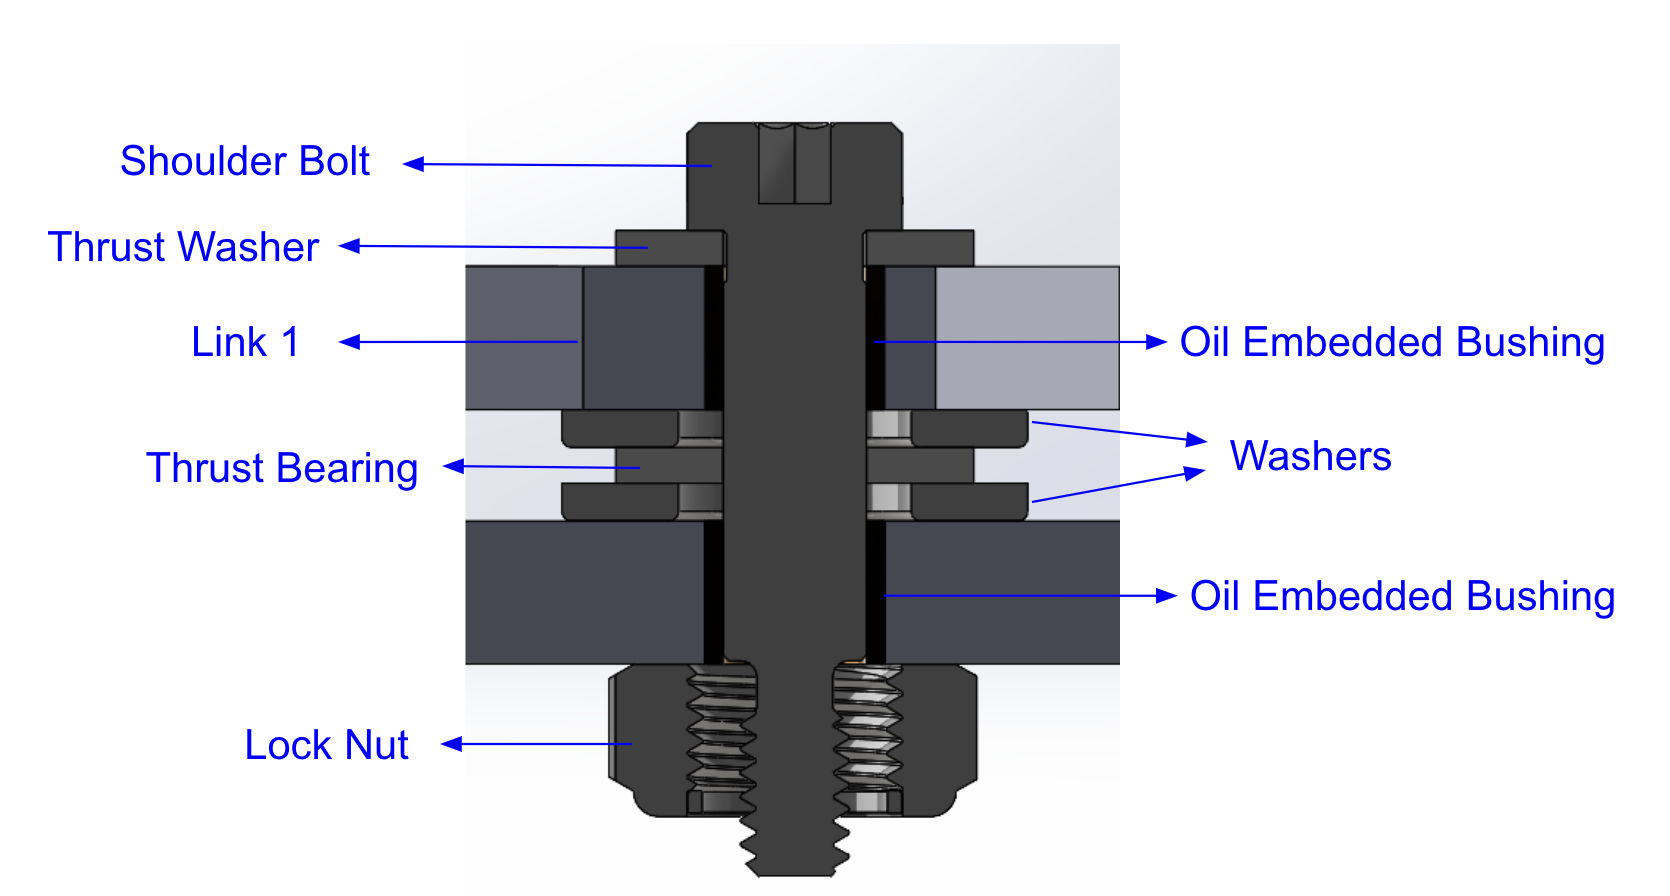 Shoulder Bolt
Thrust Washer
Link 1
Oil Embedded Bushing
Thrust Bearing
Washers
Oil Embedded Bushing
Lock Nut